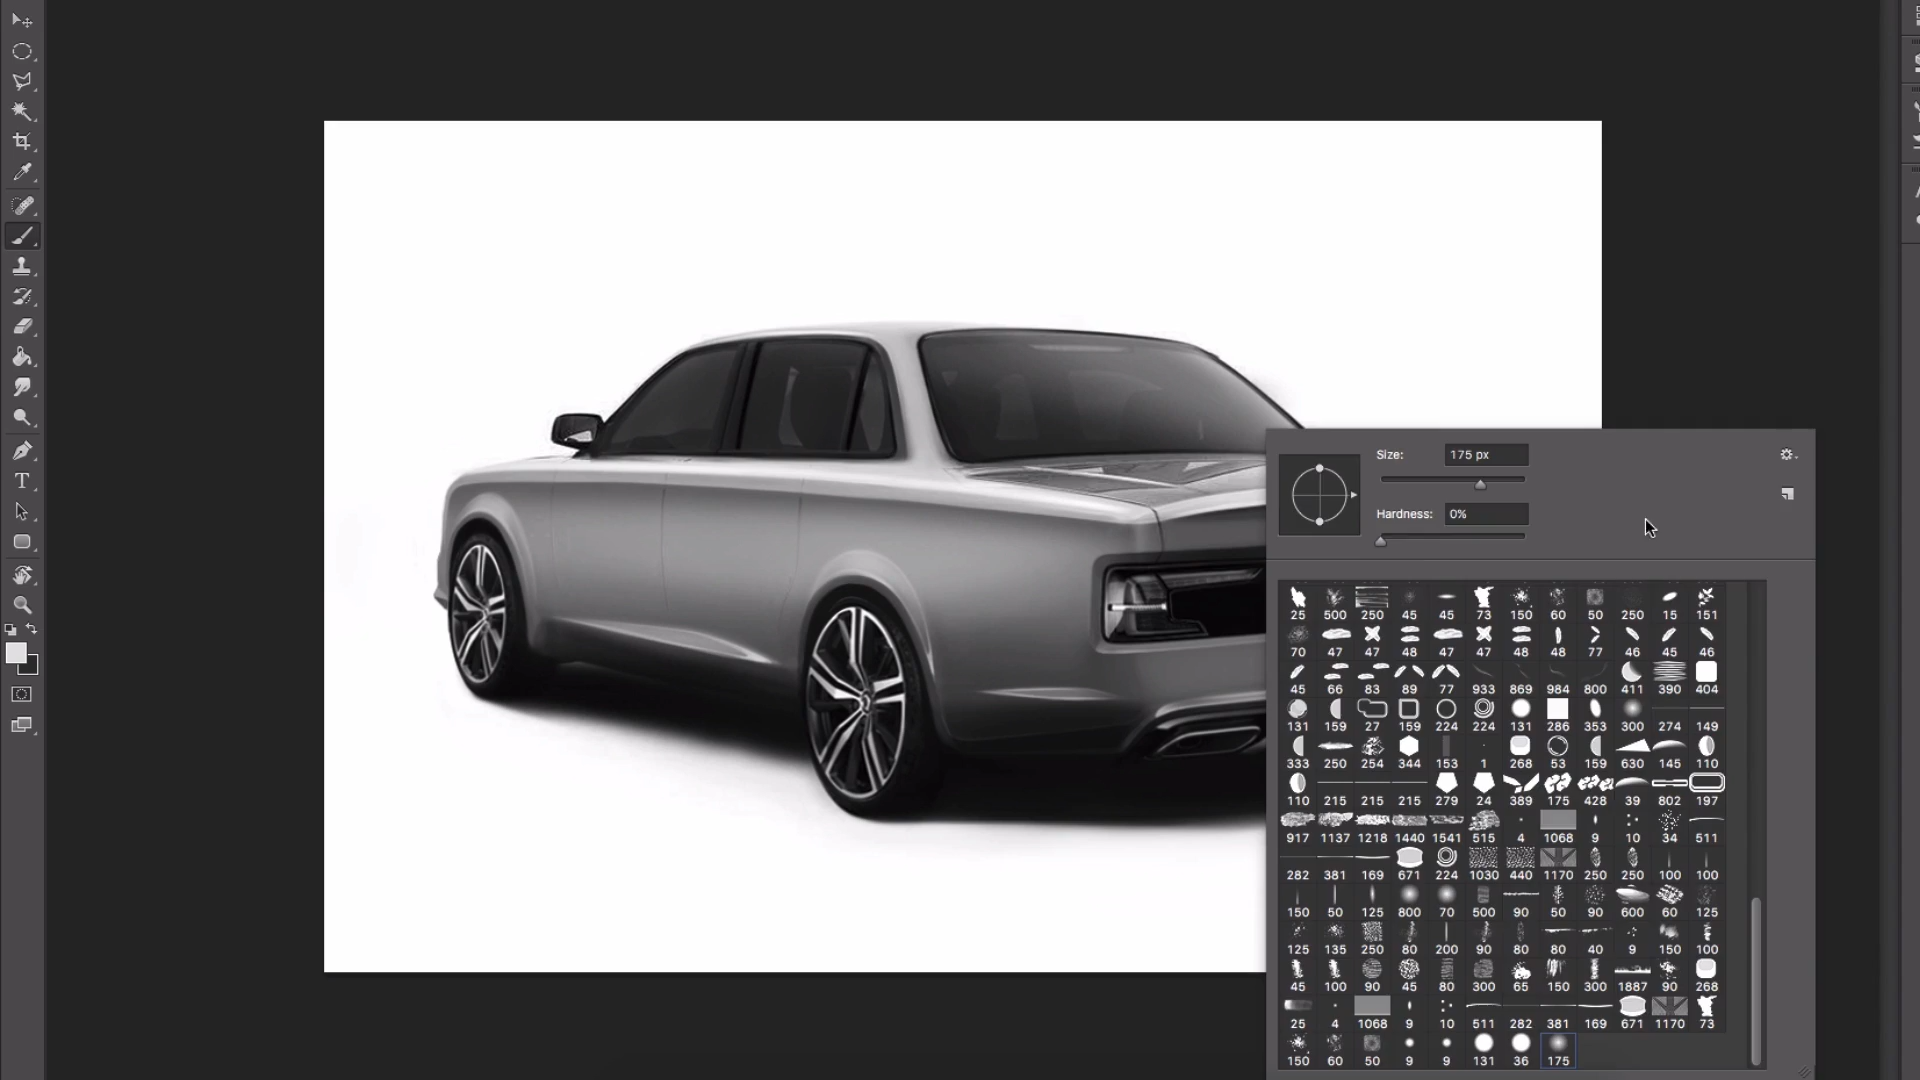 Size: 175 px
Hardness: 0%
25 500 250 45 45 73 150 60 50 250 15 151
70 47 47 48 47 47 48 48 77 46 45 46
45 66 83 89 77 933 869 984 800 411 390 404
131 159 27 159 224 224 131 286 353 300 274 149
333 250 254 344 153 1 268 53 159 630 145 110
110 215 215 215 279 24 389 175 428 39 802 197
917 1137 1218 1440 1541 515 4 1068 9 10 34 511
282 381 169 671 224 1030 440 1170 250 250 100 100
150 50 125 800 70 500 90 50 90 600 60 125
125 135 250 80 200 90 80 80 40 9 150 100
45 100 90 45 80 300 65 150 300 1887 90 268
25 4 1068 9 10 511 282 381 169 671 1170 73
150 60 50 9 9 131 36 175